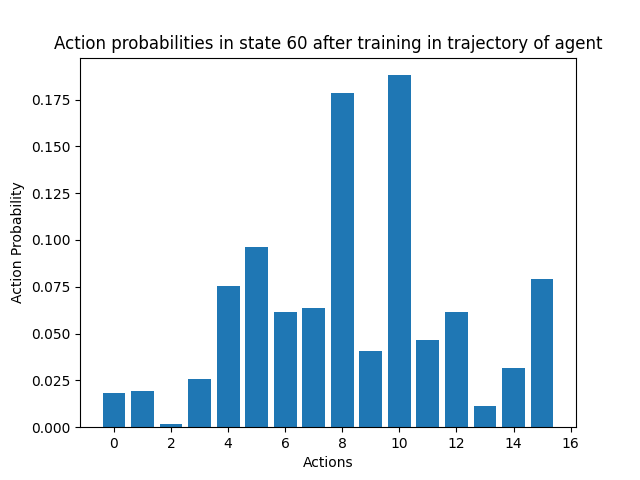 Action probabilities in state 60 after training in trajectory of agent
0.175
0.150
0.125
0.100
0.075
0.050
0.025
0.000
Action Probability
0 2 4 6 8 10 12 14 16
Actions